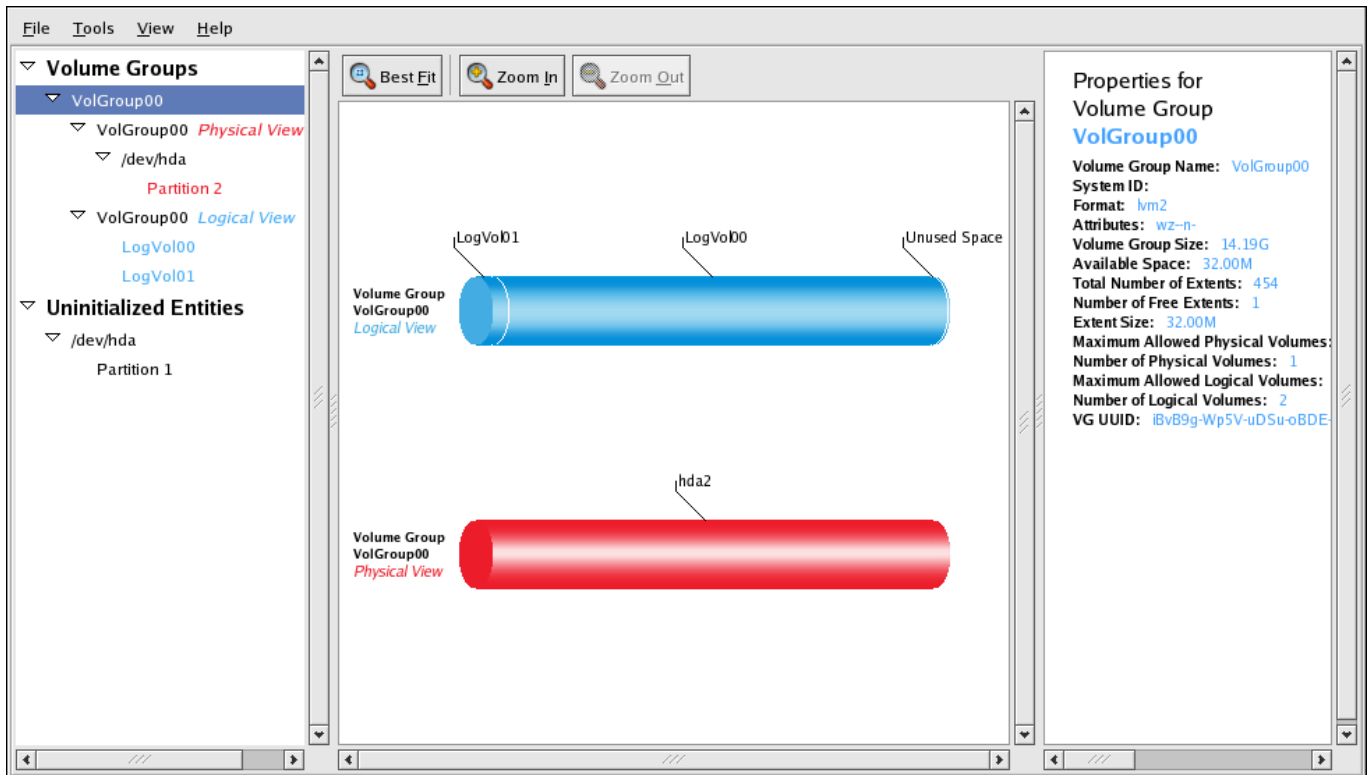 File Tools View Help
Volume Groups
VolGroup00
VolGroup00 Physical View
/dev/hda
Partition 2
VolGroup00 Logical View
LogVol00
LogVol01
Uninitialized Entities
/dev/hda
Partition 1
Best Fit Zoom In Zoom Out
LogVol01 LogVol00 Unused Space
Volume Group
VolGroup00
Logical View
hda2
Volume Group
VolGroup00
Physical View
Properties for
Volume Group
VolGroup00
Volume Group Name: VolGroup00
System ID:
Format: lvm2
Attributes: wz--n-
Volume Group Size: 14.19G
Available Space: 32.00M
Total Number of Extents: 454
Number of Free Extents: 1
Extent Size: 32.00M
Maximum Allowed Physical Volumes:
Number of Physical Volumes: 1
Maximum Allowed Logical Volumes:
Number of Logical Volumes: 2
VG UUID: iBvB9g-Wp5V-uDSu-oBDE-